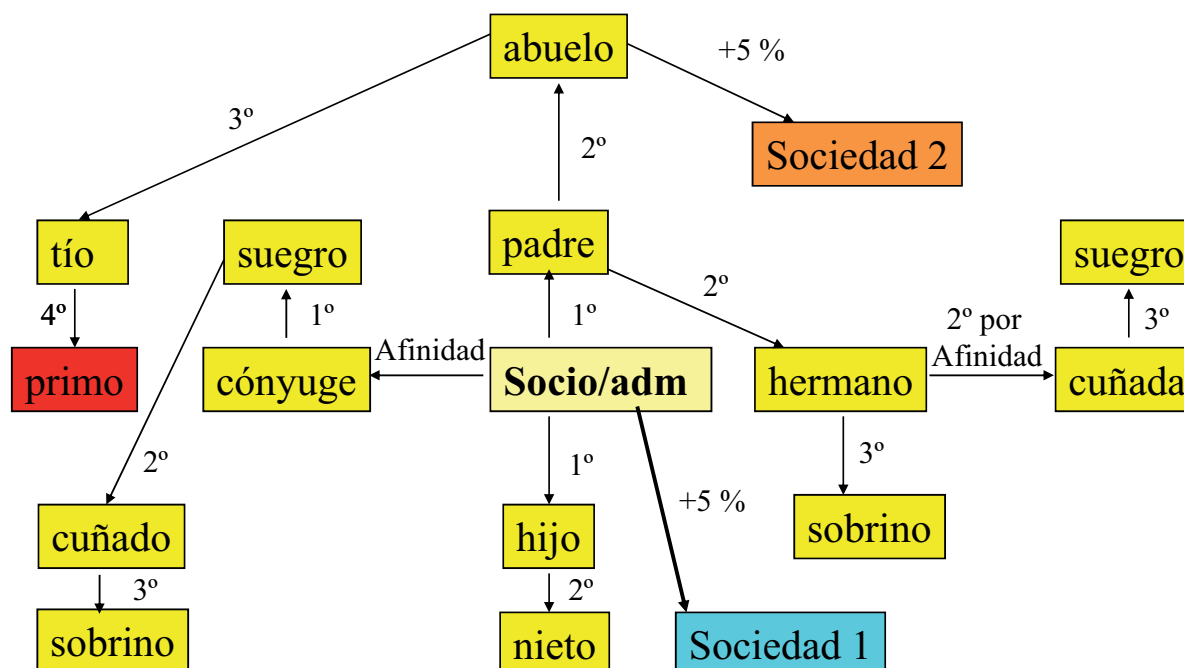 abuelo
+5 %
3º
2º
Sociedad 2
tío
suegro
padre
suegro
4º
1º
1º
2º
2º por
Afinidad
3º
Afinidad
primo
cónyuge
Socio/adm
hermano
cuñada
2º
1º
+5 %
3º
cuñado
hijo
sobrino
3º
2º
sobrino
nieto
Sociedad 1